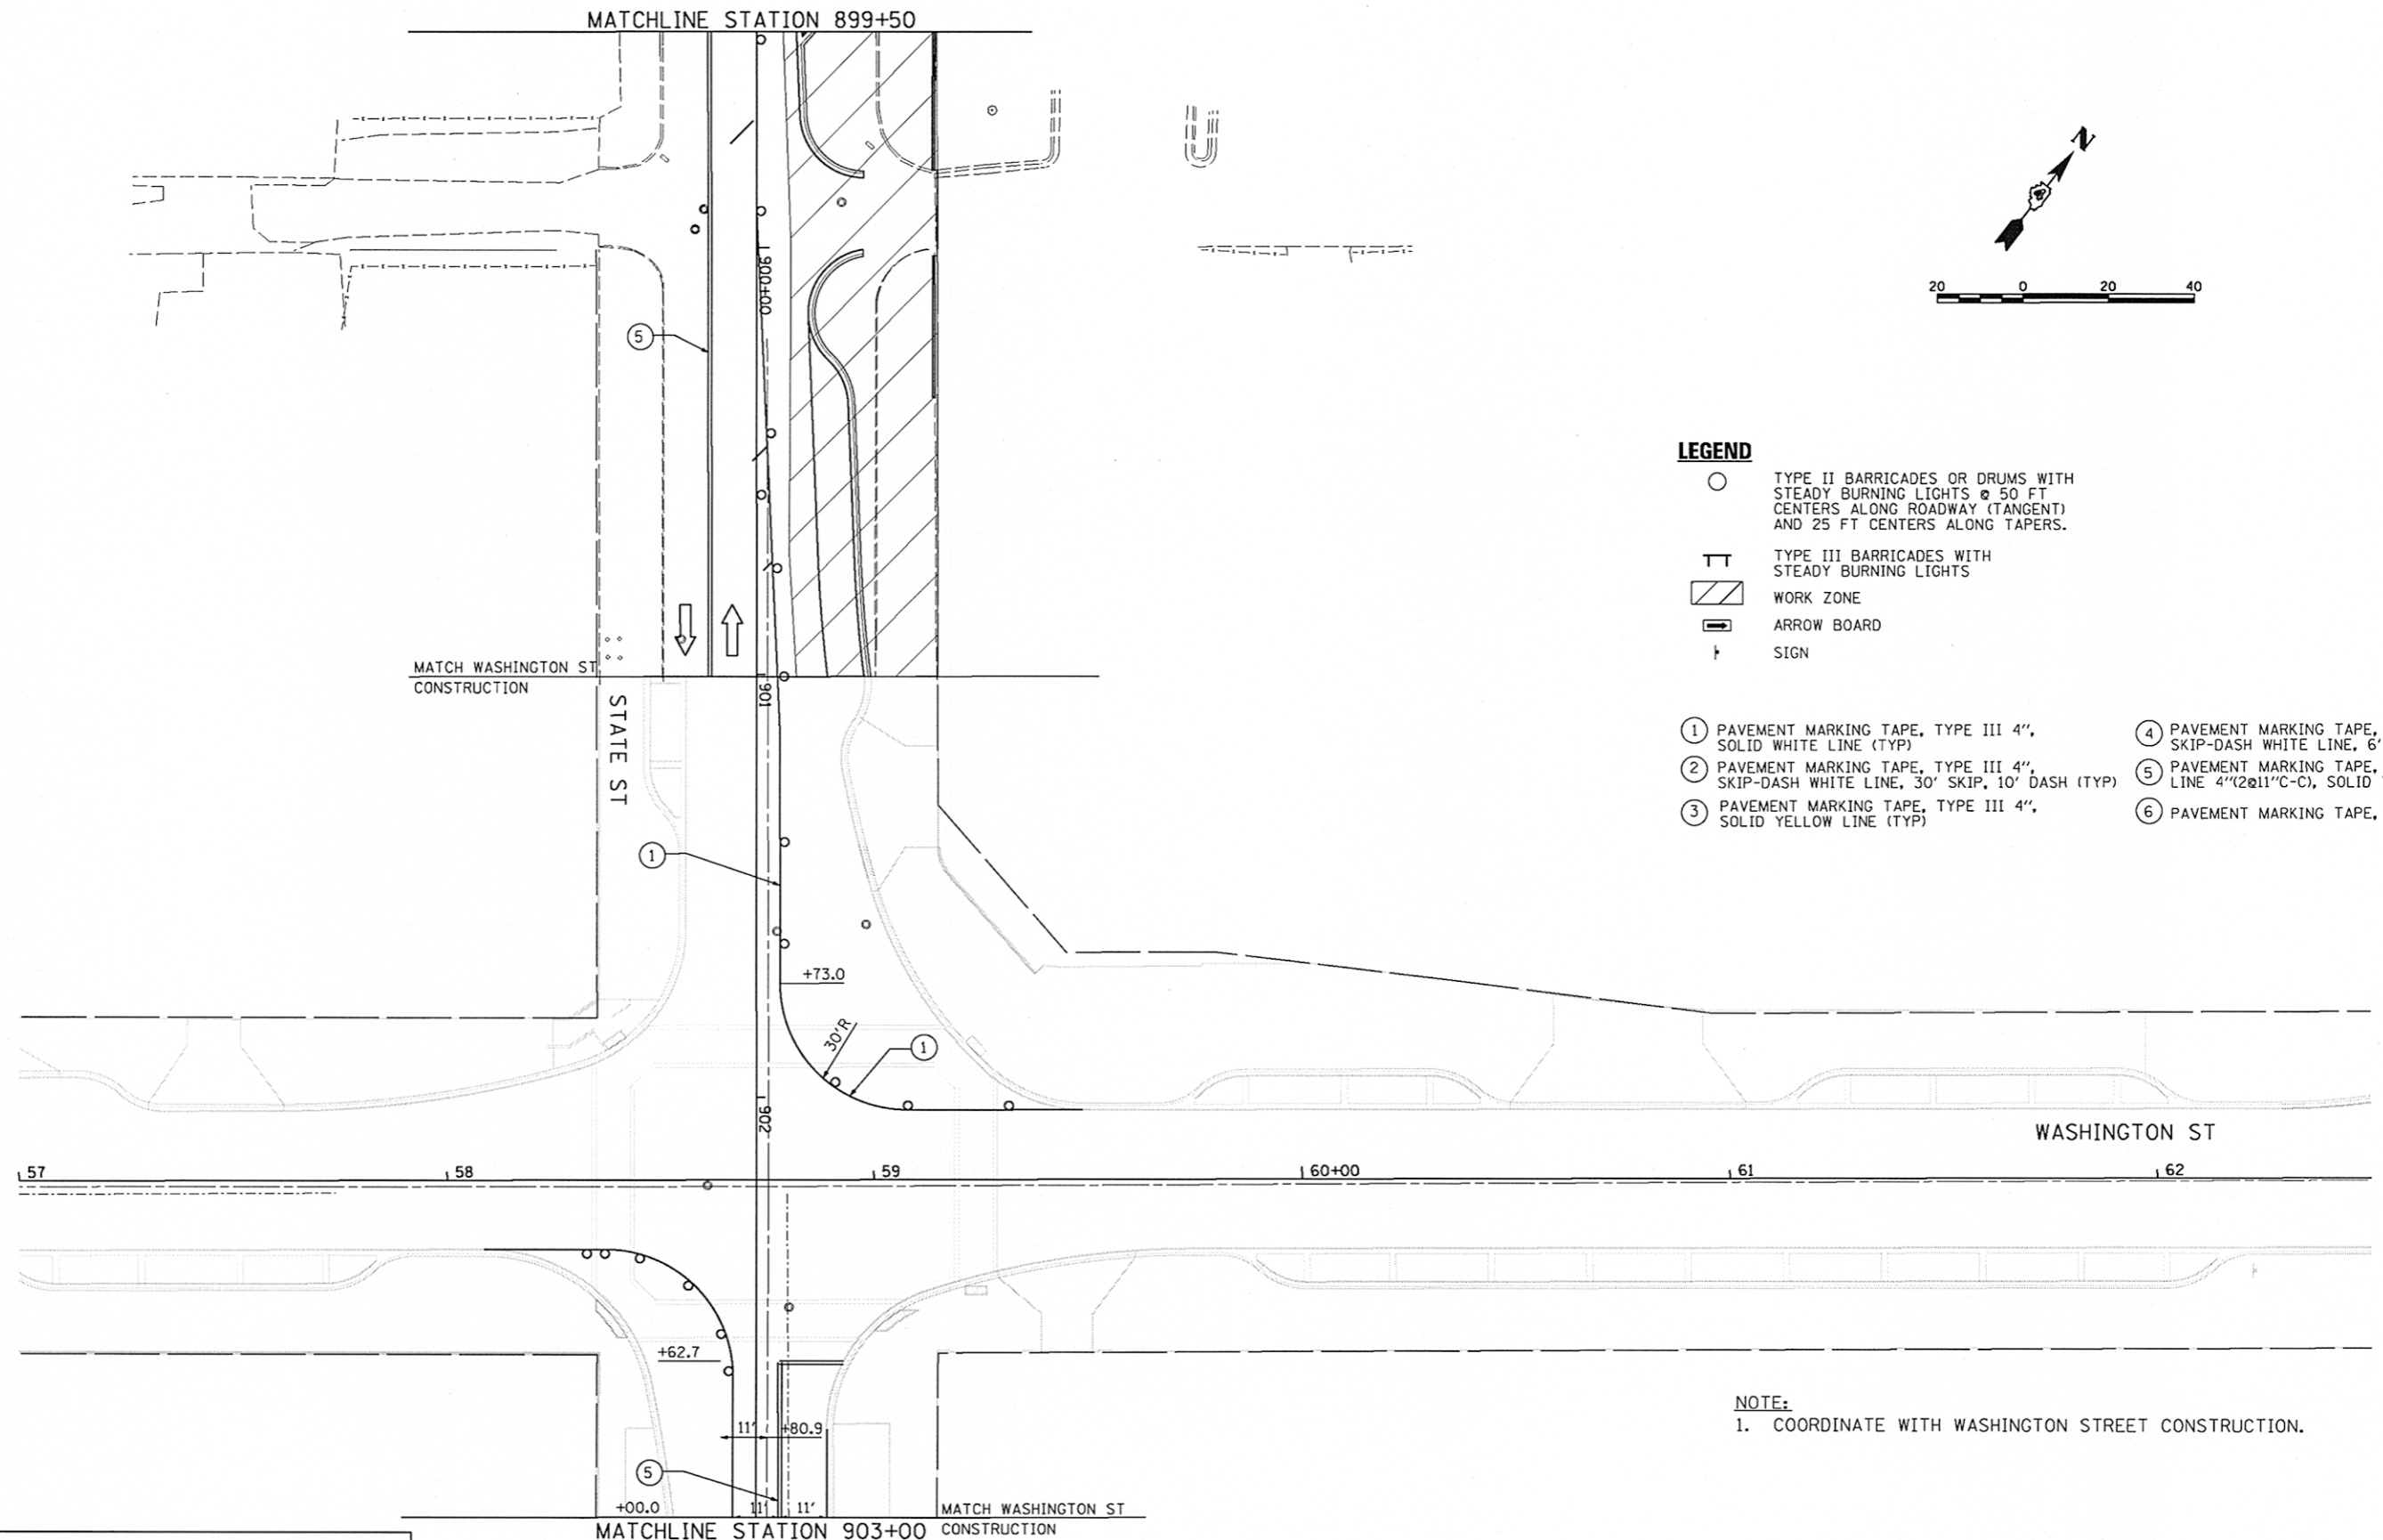 MATCHLINE STATION 899+50
N
20 0 20 40
900+00
5
LEGEND
TYPE II BARRICADES OR DRUMS WITH
STEADY BURNING LIGHTS @ 50 FT
CENTERS ALONG ROADWAY (TANGENT)
AND 25 FT CENTERS ALONG TAPERS.
TYPE III BARRICADES WITH
STEADY BURNING LIGHTS
WORK ZONE
ARROW BOARD
SIGN
MATCH WASHINGTON ST
CONSTRUCTION
901
STATE ST
1 PAVEMENT MARKING TAPE, TYPE III 4",
SOLID WHITE LINE (TYP)
2 PAVEMENT MARKING TAPE, TYPE III 4",
SKIP-DASH WHITE LINE, 30' SKIP, 10' DASH (TYP)
3 PAVEMENT MARKING TAPE, TYPE III 4",
SOLID YELLOW LINE (TYP)
4 PAVEMENT MARKING TAPE,
SKIP-DASH WHITE LINE, 6'
5 PAVEMENT MARKING TAPE,
LINE 4"(2@11"C-C), SOLID
6 PAVEMENT MARKING TAPE,
1
+73.0
30'R
1
902
WASHINGTON ST
57 58 59 60+00 61 62
+62.7
11' +80.9
5
+00.0 11' 11'
MATCH WASHINGTON ST
CONSTRUCTION
MATCHLINE STATION 903+00
NOTE:
1. COORDINATE WITH WASHINGTON STREET CONSTRUCTION.